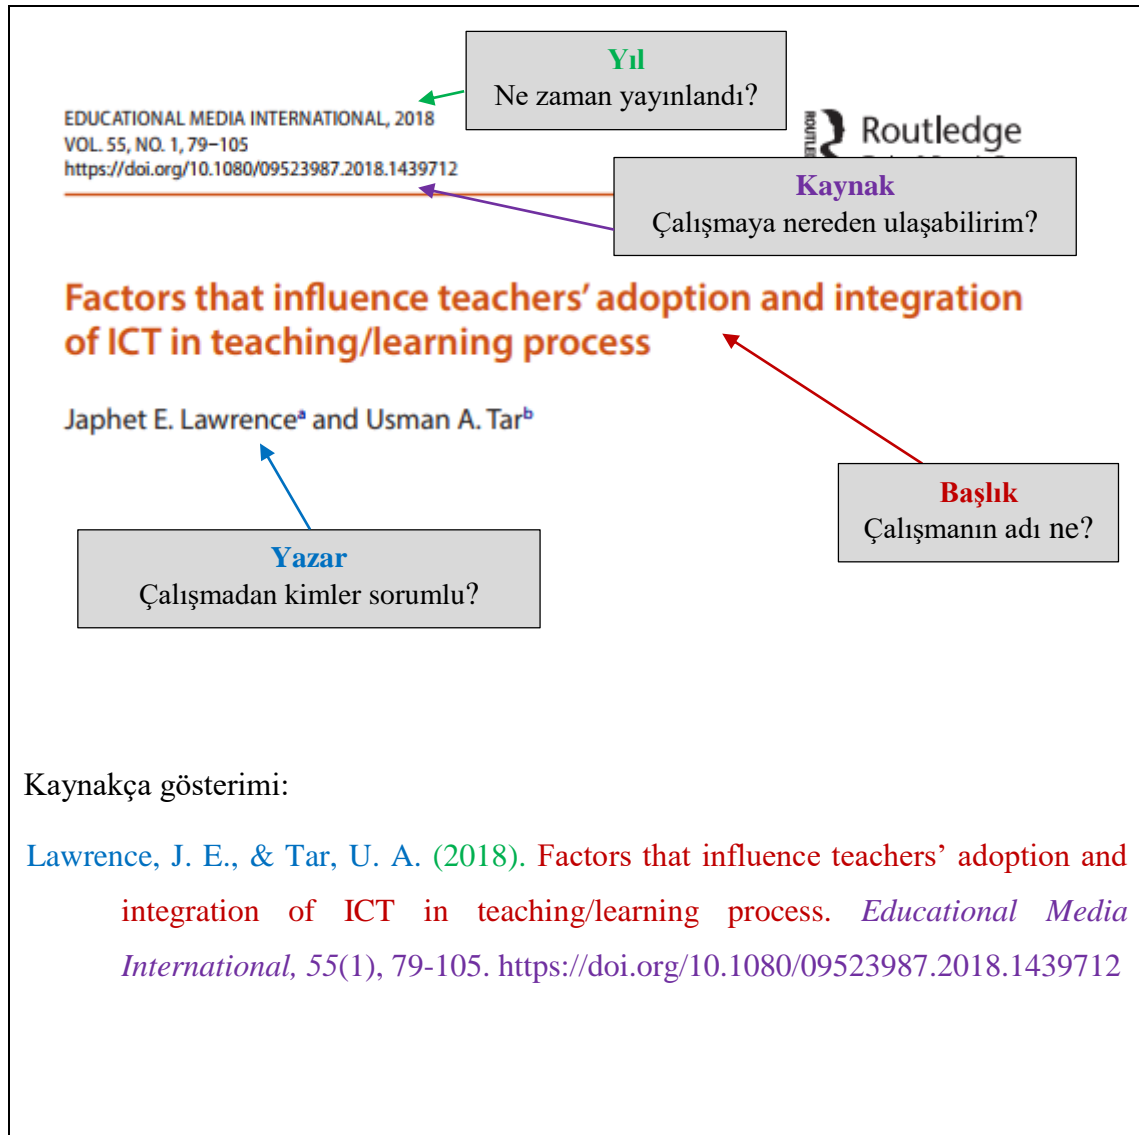 Yıl
Ne zaman yayınlandı?
EDUCATIONAL MEDIA INTERNATIONAL, 2018
VOL. 55, NO. 1, 79–105
https://doi.org/10.1080/09523987.2018.1439712
Routledge
Kaynak
Çalışmaya nereden ulaşabilirim?
Factors that influence teachers’ adoption and integration
of ICT in teaching/learning process
Japhet E. Lawrenceᵃ and Usman A. Tarᵇ
Başlık
Çalışmanın adı ne?
Yazar
Çalışmadan kimler sorumlu?
Kaynakça gösterimi:
Lawrence, J. E., & Tar, U. A. (2018). Factors that influence teachers’ adoption and
integration of ICT in teaching/learning process. Educational Media
International, 55(1), 79-105. https://doi.org/10.1080/09523987.2018.1439712